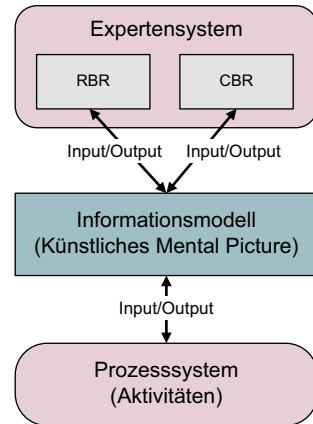 Expertensystem
RBR
CBR
Input/Output
Input/Output
Informationsmodell
(Künstliches Mental Picture)
Input/Output
Prozesssystem
(Aktivitäten)